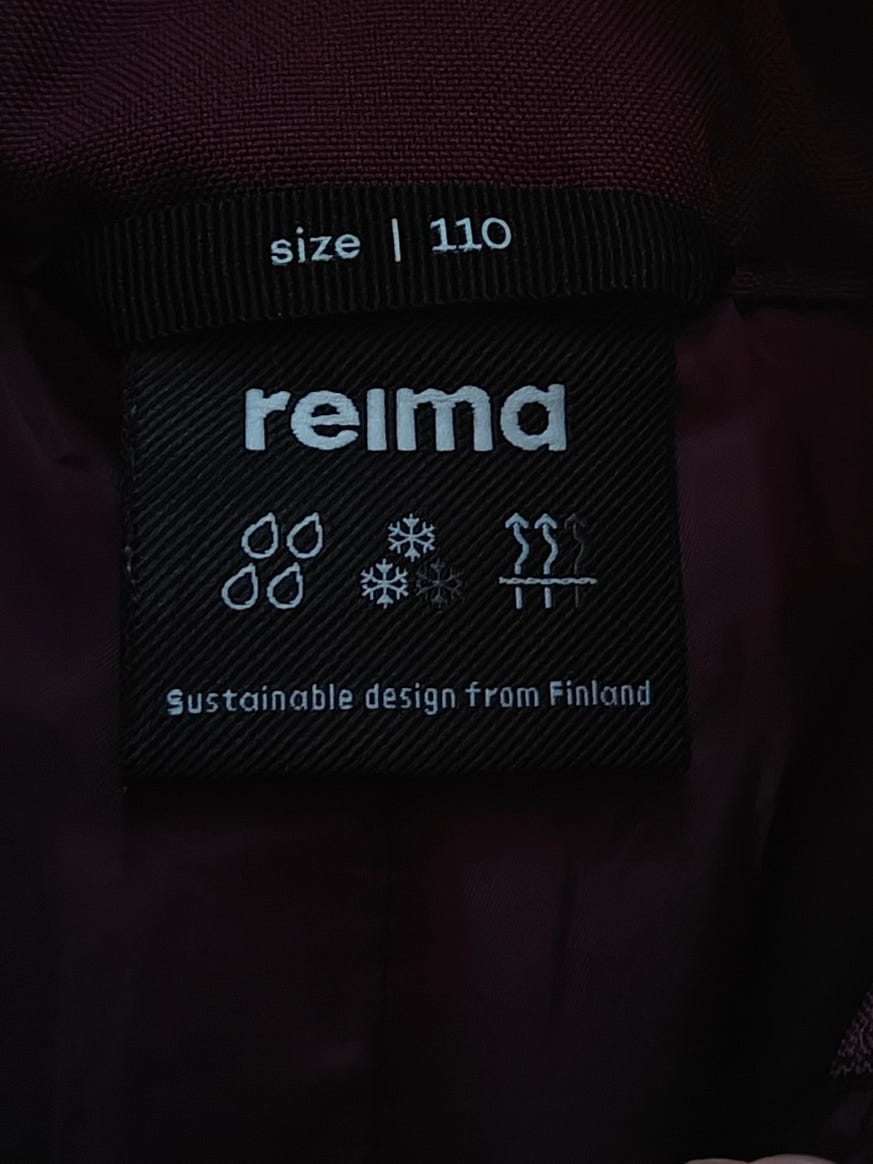 size | 110
reima
Sustainable design from Finland